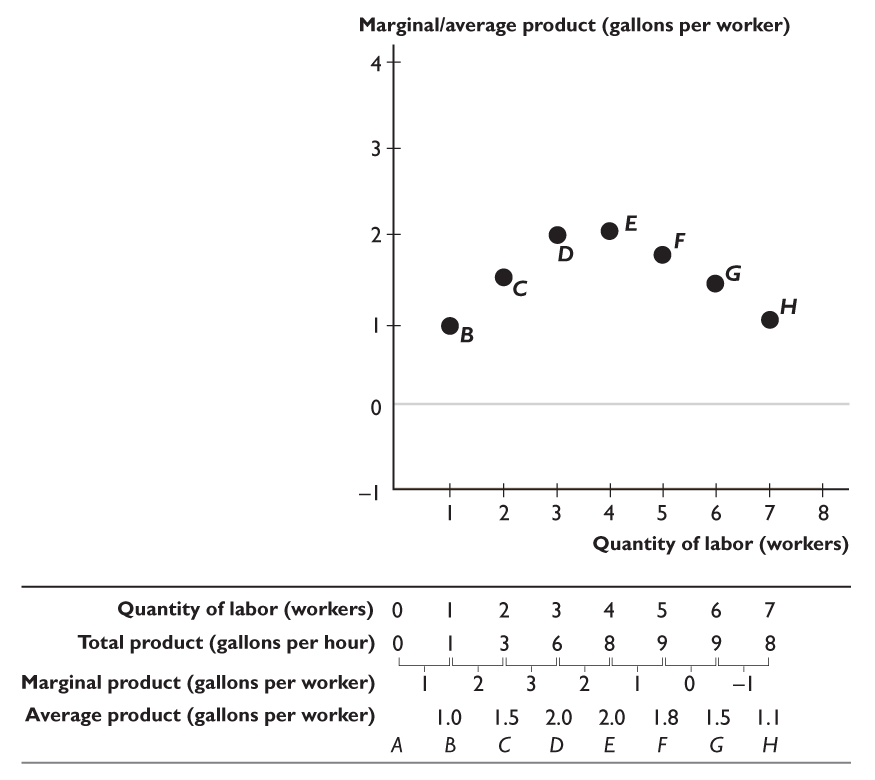 Marginal/average product (gallons per worker)
4
3
2
1
0
–1
E
D
F
C
G
H
B
1 2 3 4 5 6 7 8
Quantity of labor (workers)
Quantity of labor (workers) 0 1 2 3 4 5 6 7
Total product (gallons per hour) 0 1 3 6 8 9 9 8
Marginal product (gallons per worker) 1 2 3 2 1 0 –1
Average product (gallons per worker) 1.0 1.5 2.0 2.0 1.8 1.5 1.1
A B C D E F G H